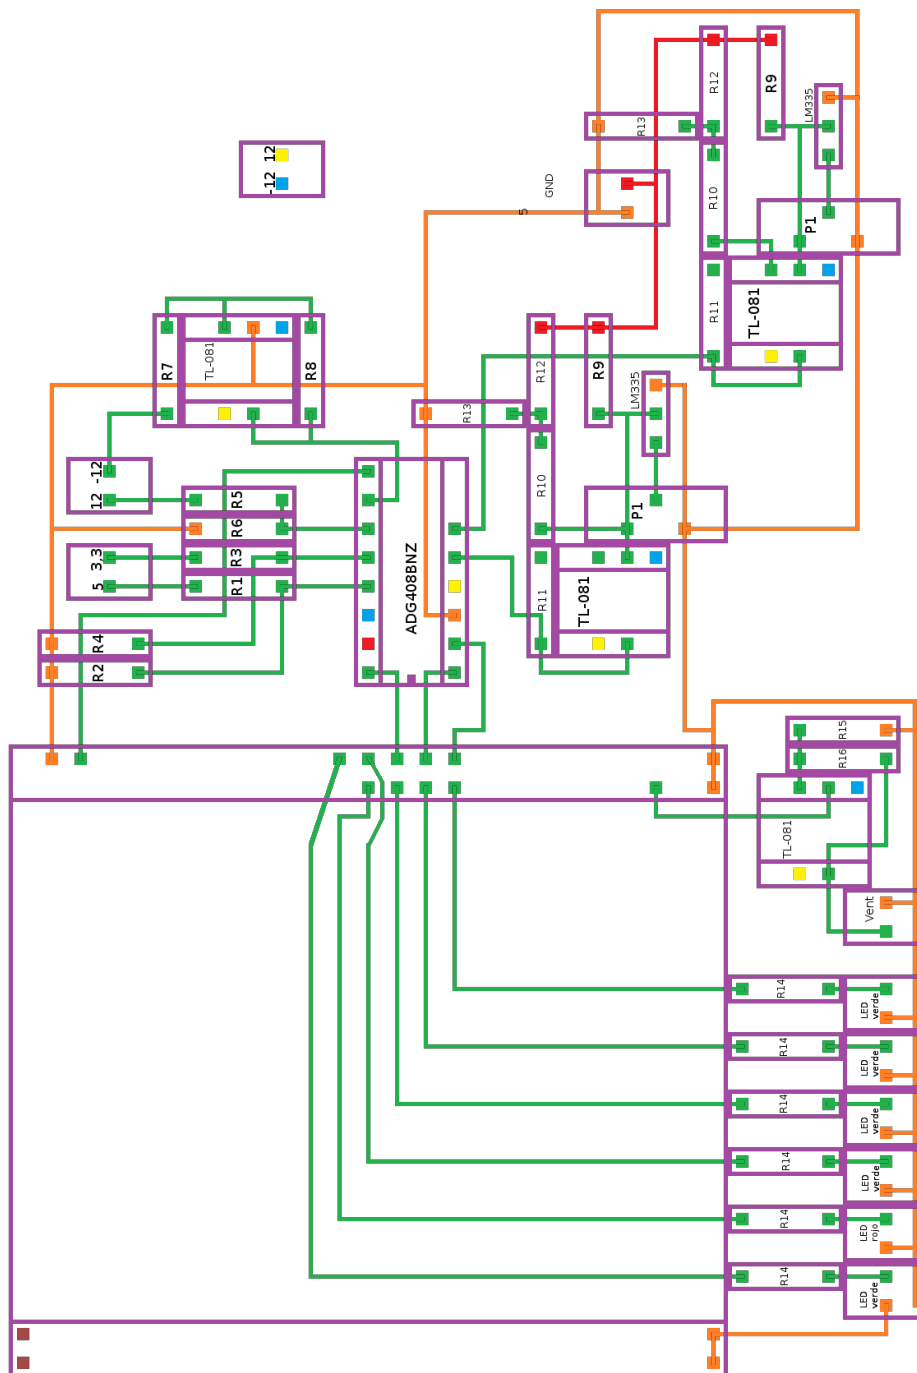 R12
R9
LM335
R13
12
-12
GND
5
R10
P1
R11
TL-081
R7
TL-081
R8
R12
R9
LM335
R13
-12
12
R5
R6
R3
R1
3,3
5
R10
P1
ADG408BNZ
R11
TL-081
R4
R2
R15
R16
TL-081
Vent
R14
LED
verde
R14
LED
verde
R14
LED
verde
R14
LED
verde
R14
LED
rojo
R14
LED
verde